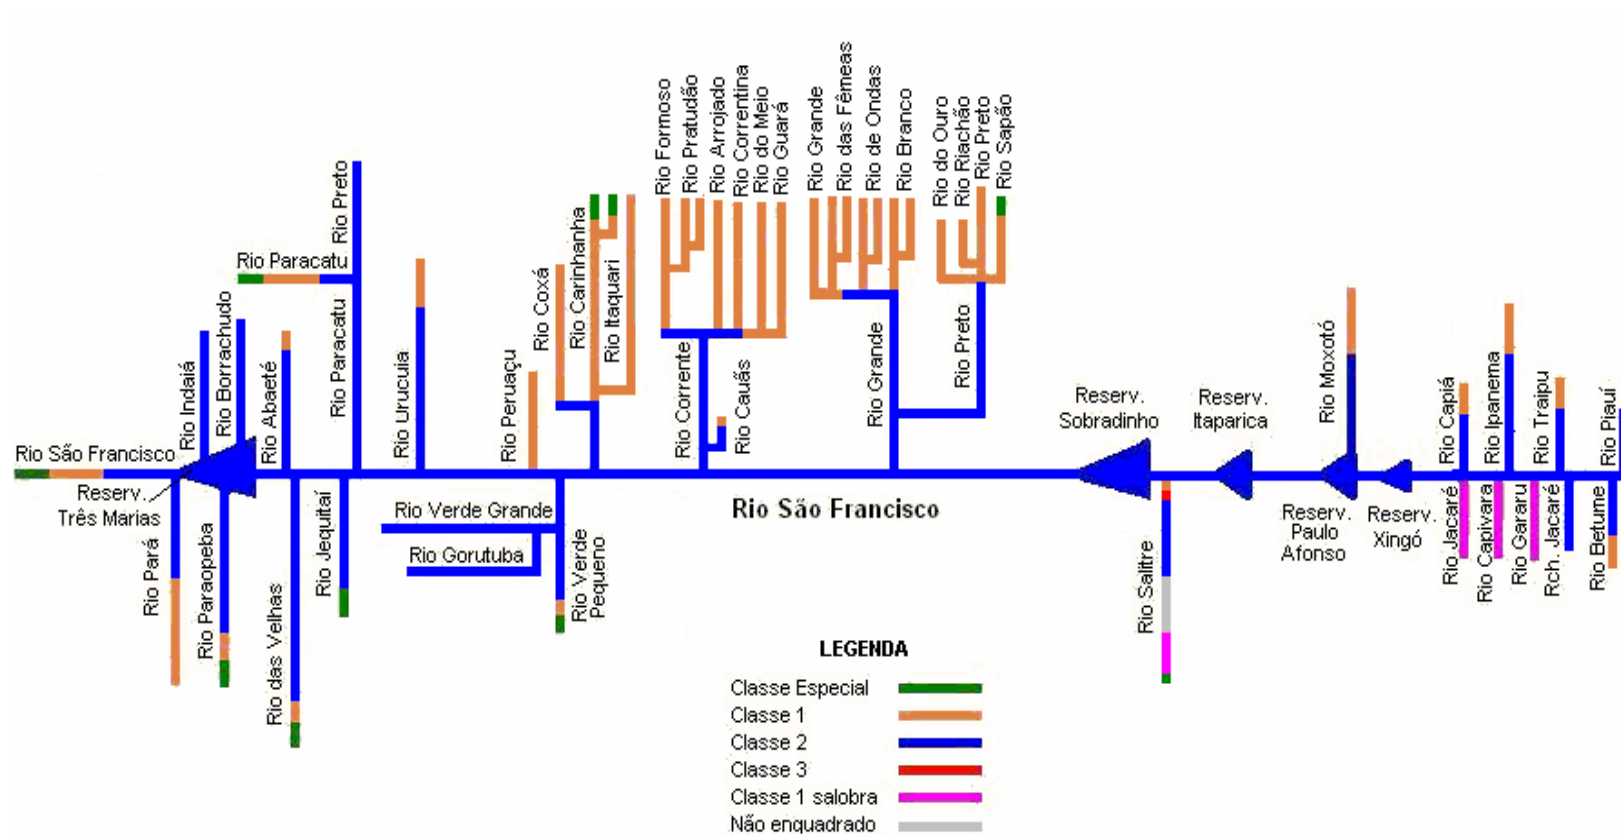 Rio São Francisco
Reserv.
Três Marias
Rio Pará
Rio Indaiá
Rio Borrachudo
Rio Paraopeba
Rio Abaeté
Rio das Velhas
Rio Paracatu
Rio Preto
Rio Paracatu
Rio Jequitaí
Rio Urucuia
Rio Verde Grande
Rio Gorutuba
Rio Peruaçu
Rio Coxá
Rio Carinhanha
Rio Itaquari
Rio Verde
Pequeno
Rio Formoso
Rio Pratudão
Rio Arrojado
Rio Correntina
Rio do Meio
Rio Guará
Rio Corrente
Rio Cauãs
Rio Grande
Rio das Fêmeas
Rio de Ondas
Rio Branco
Rio Grande
Rio do Ouro
Rio Riachão
Rio Preto
Rio Sapão
Rio Preto
Rio São Francisco
Reserv.
Sobradinho
Rio Salitre
Reserv.
Itaparica
Rio Moxotó
Reserv.
Paulo
Afonso
Reserv.
Xingó
Rio Capiá
Rio Jacaré
Rio Ipanema
Rio Capivara
Rio Gararu
Rio Traipu
Rch. Jacaré
Rio Piauí
Rio Betume
LEGENDA
Classe Especial
Classe 1
Classe 2
Classe 3
Classe 1 salobra
Não enquadrado